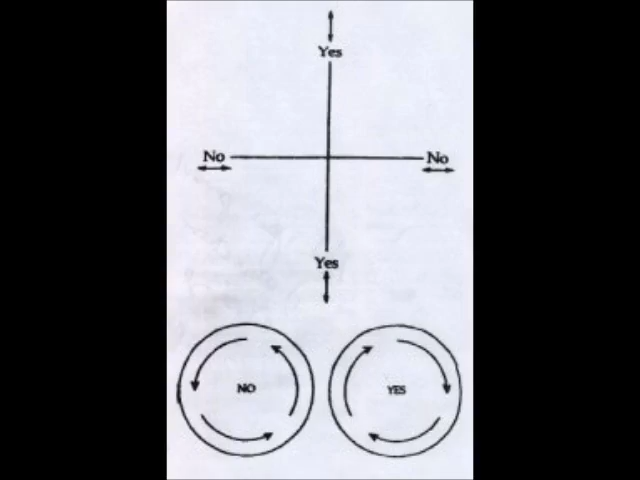 Yes
No No
Yes
NO YES